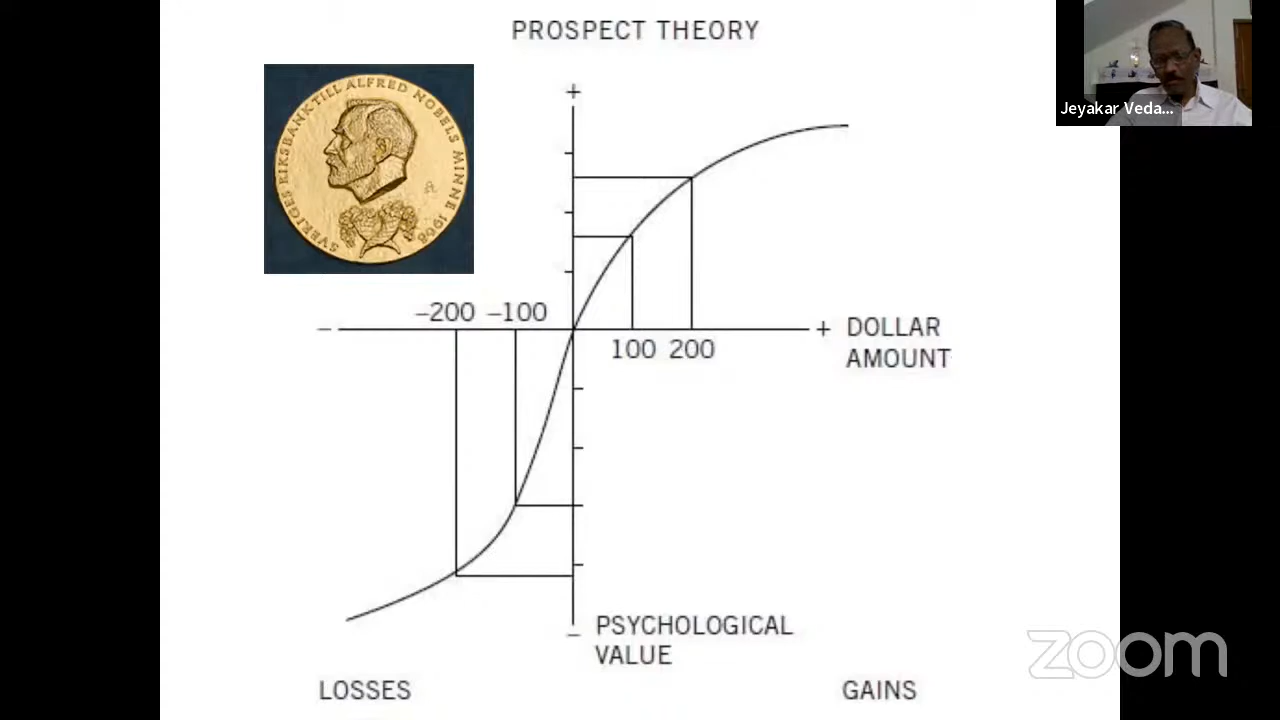 PROSPECT THEORY
SVERIGES RIKSBANK TILL ALFRED NOBELS MINNE 1968
Jeyakar Veda...
+
−200 −100
− + DOLLAR
100 200 AMOUNT
− PSYCHOLOGICAL
VALUE
zoom
LOSSES GAINS